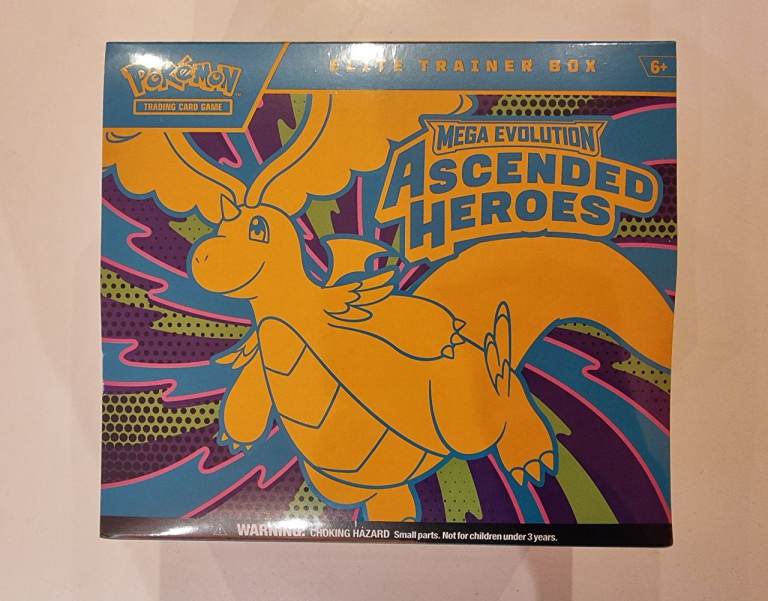 POKÉMON
TRADING CARD GAME
ELITE TRAINER BOX
6+
MEGA EVOLUTION
ASCENDED
HEROES
WARNING: CHOKING HAZARD Small parts. Not for children under 3 years.